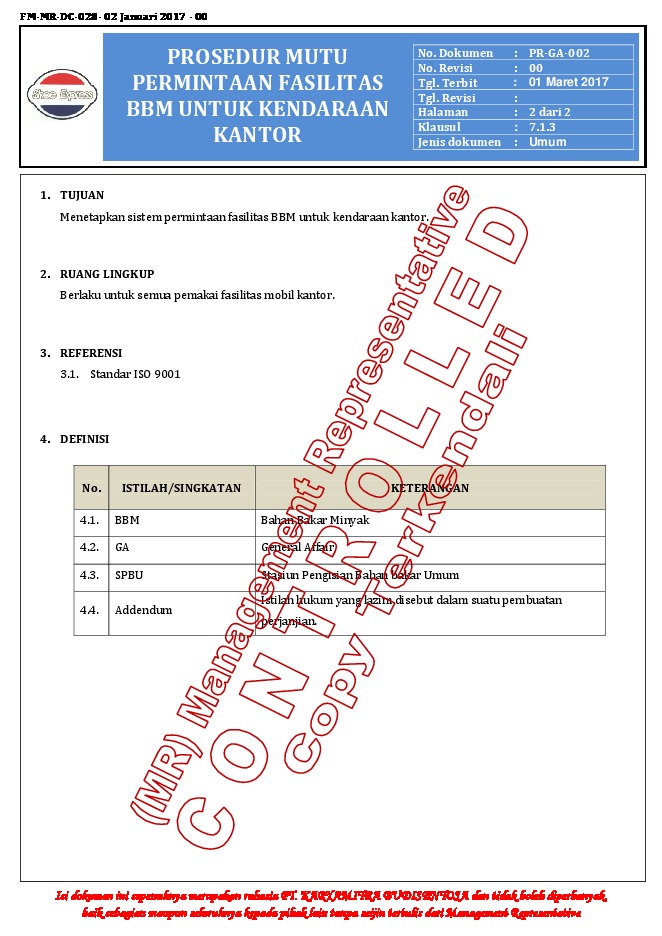 FM-MR-DC-028- 02 Januari 2017 - 00
Shoe Express
PROSEDUR MUTU
PERMINTAAN FASILITAS
BBM UNTUK KENDARAAN
KANTOR
No. Dokumen : PR-GA-002
No. Revisi : 00
Tgl. Terbit : 01 Maret 2017
Tgl. Revisi :
Halaman : 2 dari 2
Klausul : 7.1.3
Jenis dokumen : Umum
1. TUJUAN
Menetapkan sistem permintaan fasilitas BBM untuk kendaraan kantor.
2. RUANG LINGKUP
Berlaku untuk semua pemakai fasilitas mobil kantor.
3. REFERENSI
3.1. Standar ISO 9001
4. DEFINISI
No. ISTILAH/SINGKATAN KETERANGAN
4.1. BBM Bahan Bakar Minyak
4.2. GA General Affair
4.3. SPBU Stasiun Pengisian Bahan bakar Umum
4.4. Addendum Istilah hukum yang lazim disebut dalam suatu pembuatan
perjanjian.
(MR) Management Representative
CONTROLLED
Copy Terkendali
Isi dokumen ini sepenuhnya merupakan rahasia PT. KARYAMITRA BUDISENTOSA dan tidak boleh diperbanyak,
baik sebagian maupun seluruhnya kepada pihak lain tanpa seijin tertulis dari Management Representative